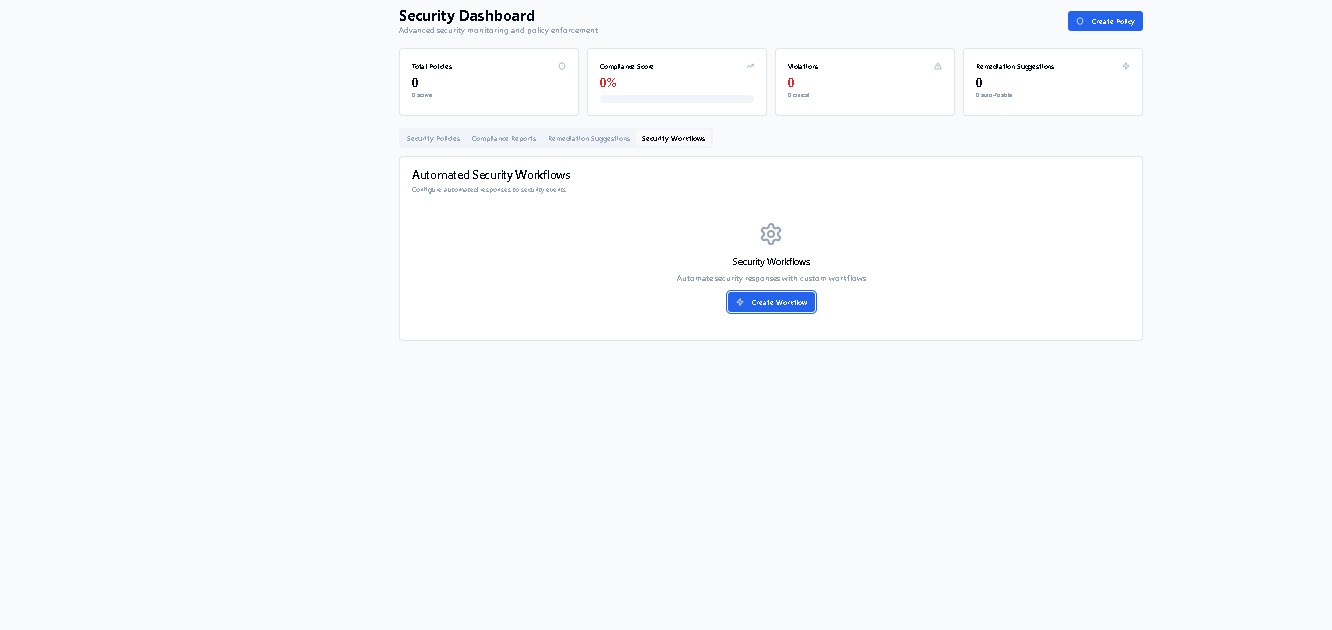 Security Dashboard
Advanced security monitoring and policy enforcement
Create Policy
Total Policies
0
0 active
Compliance Score
0%
Violations
0
0 critical
Remediation Suggestions
0
0 auto-fixable
Security Policies
Compliance Reports
Remediation Suggestions
Security Workflows
Automated Security Workflows
Configure automated responses to security events
Security Workflows
Automate security responses with custom workflows
Create Workflow